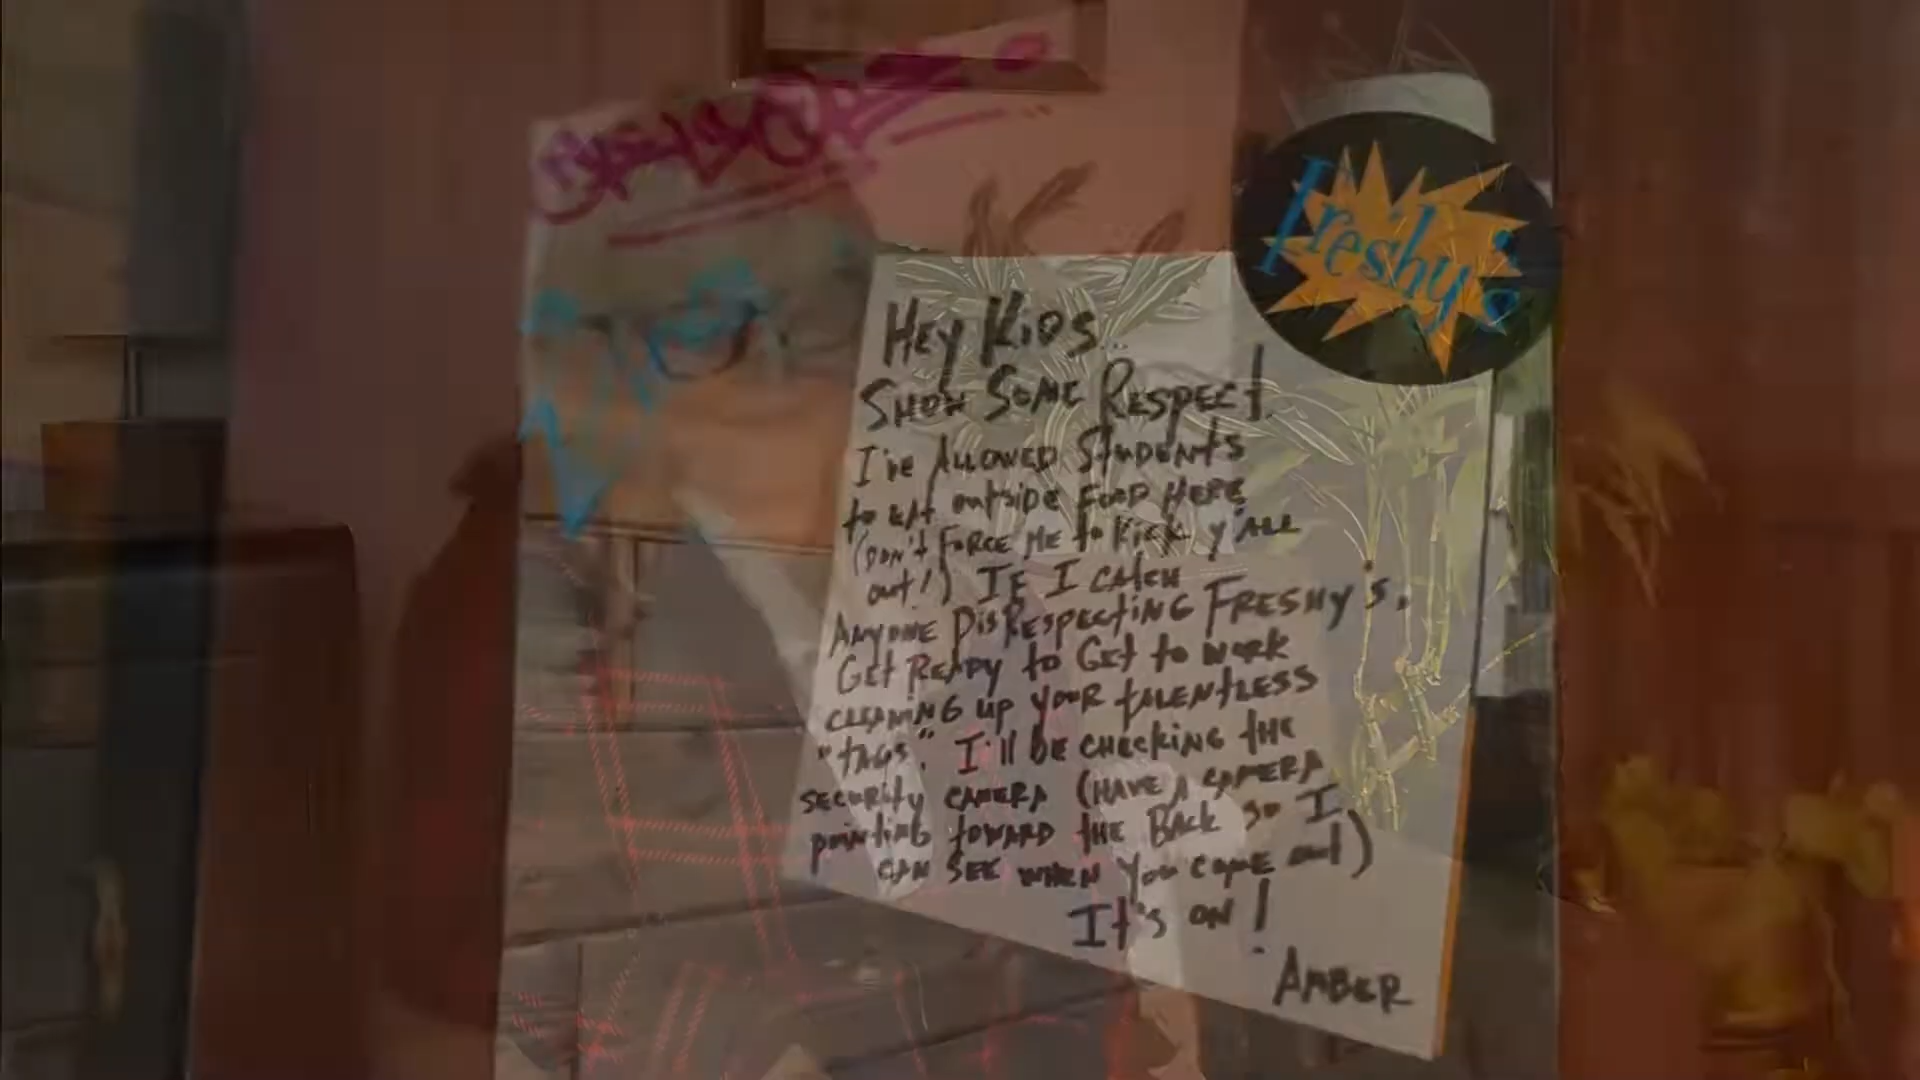 Freshy's
HEY KIDS
SHOW SOME RESPECT!
I've ALLOWED STUDENTS
to EAt outsiDE FOOD HERE
(DON't FORCE ME to KicK y'ALL
out!) IF I CAtCH
ANYONE DisREspectiNG FRESHY's,
GEt REApy to GEt to WORK
CLEANING up youR tALENtLESS
"tAGS". I'll BE CHECKiNG tHE
SECURity CAMERA (HAVE A CAMERA
pointiNG towARD tHE BACK so I
CAN SEE WHEN you COME out)
It's ON!
AMBER